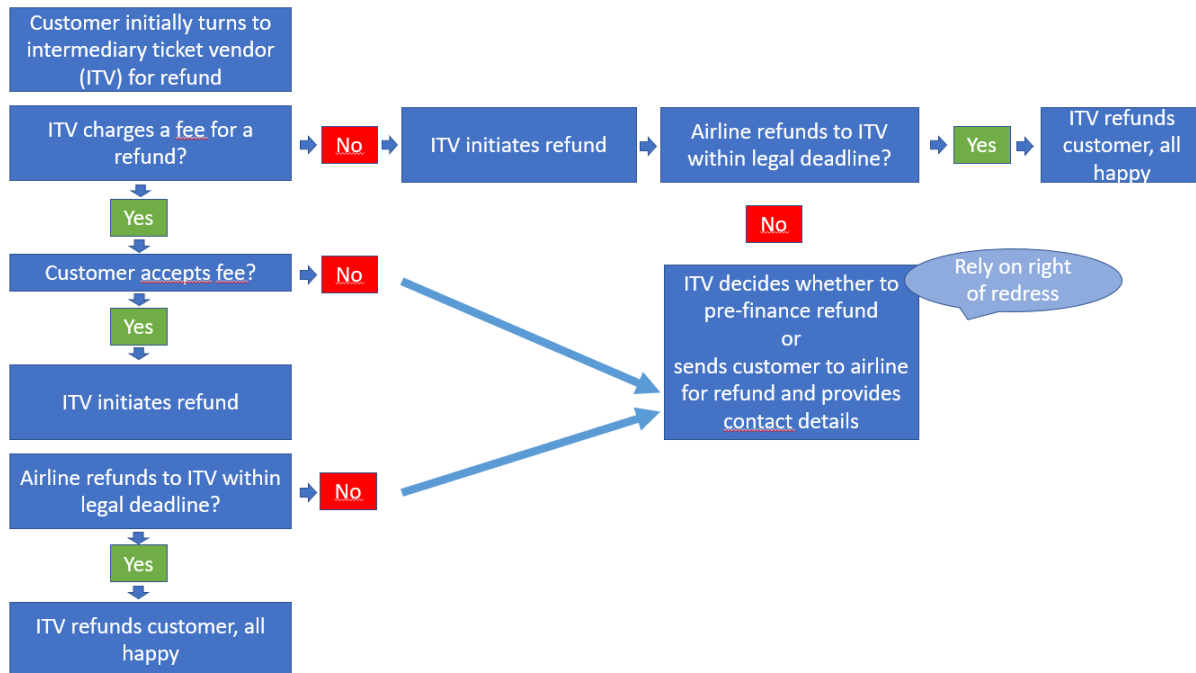 Customer initially turns to
intermediary ticket vendor
(ITV) for refund
ITV charges a fee for a
refund?
No
ITV initiates refund
Airline refunds to ITV
within legal deadline?
Yes
ITV refunds
customer, all
happy
Yes
No
Customer accepts fee?
No
ITV decides whether to
pre-finance refund
or
sends customer to airline
for refund and provides
contact details
Rely on right
of redress
Yes
ITV initiates refund
Airline refunds to ITV within
legal deadline?
No
Yes
ITV refunds customer, all
happy